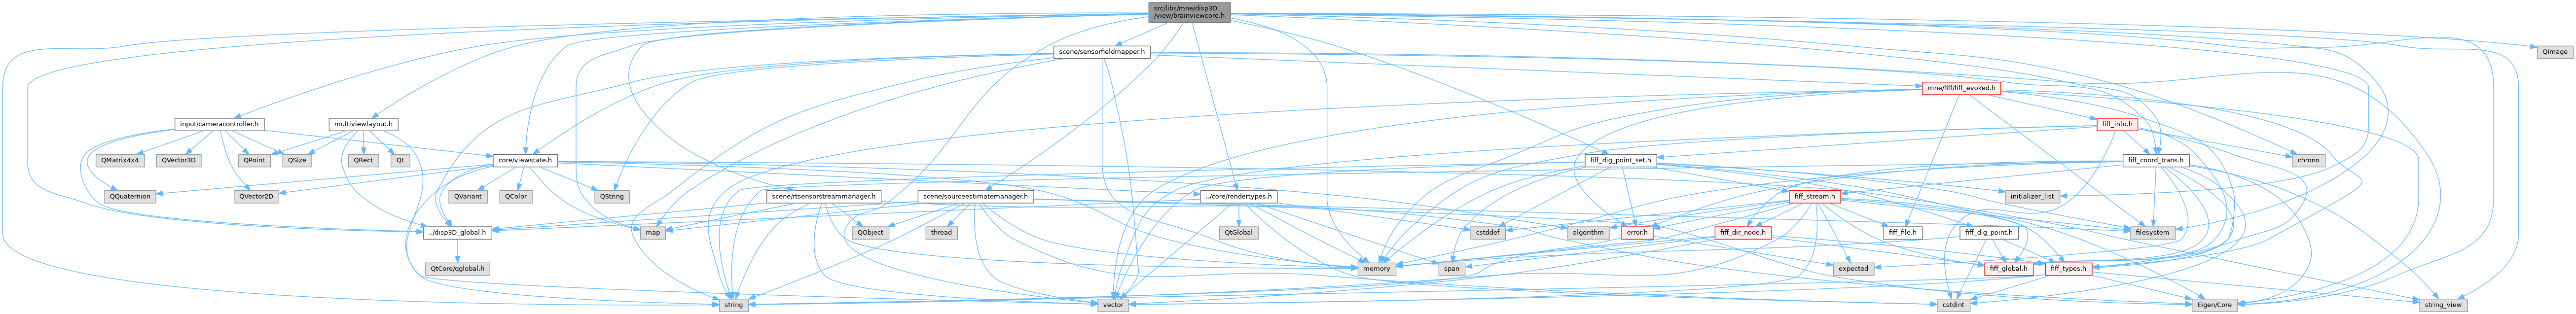 src/libs/mne/disp3D
/view/brainviewcore.h
QImage
scene/sensorfieldmapper.h
mne/fiff/fiff_evoked.h
input/cameracontroller.h
multiviewlayout.h
fiff_info.h
QMatrix4x4
QVector3D
QPoint
QSize
QRect
Qt
core/viewstate.h
fiff_dig_point_set.h
fiff_coord_trans.h
chrono
QQuaternion
QVector2D
QVariant
QColor
QString
scene/rtsensorstreammanager.h
scene/sourceestimatemanager.h
../core/rendertypes.h
fiff_stream.h
initializer_list
../disp3D_global.h
map
QObject
thread
QtGlobal
cstddef
algorithm
error.h
fiff_dir_node.h
fiff_file.h
fiff_dig_point.h
filesystem
QtCore/qglobal.h
memory
span
expected
fiff_global.h
fiff_types.h
string
vector
cstdint
Eigen/Core
string_view